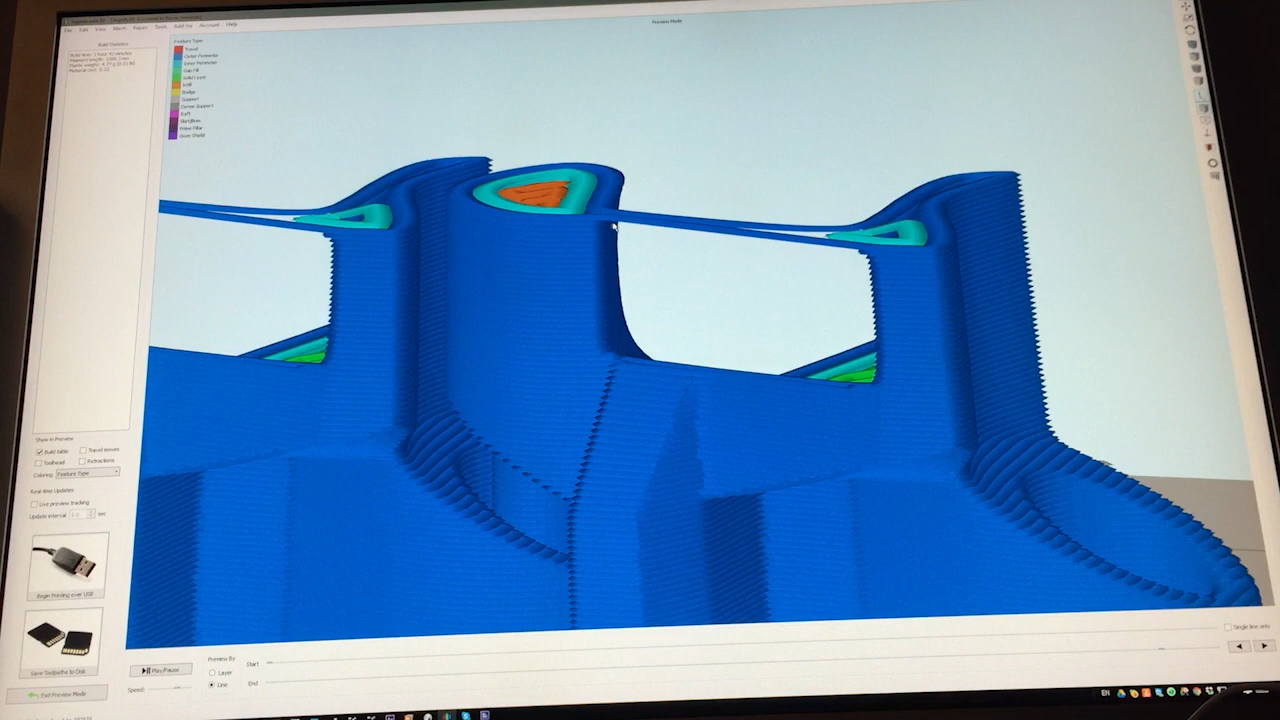 File Edit View Mesh Repair Tools Add-Ins Account Help
Preview Mode
Build Statistics
Feature Type
Travel
Outer Perimeter
Inner Perimeter
Gap Fill
Solid Layer
Infill
Bridge
Support
Dense Support
Raft
Skirt/Brim
Prime Pillar
Ooze Shield
Show in Preview
Build table Travel moves
Toolhead Retractions
Coloring: Feature Type
Real-time Updates
Live preview tracking
Update interval 5.0 sec
Begin Printing over USB
Save Toolpaths to Disk
Exit Preview Mode
Play/Pause
Speed:
Preview By
Layer
Line
Start
End
Single line only
EN